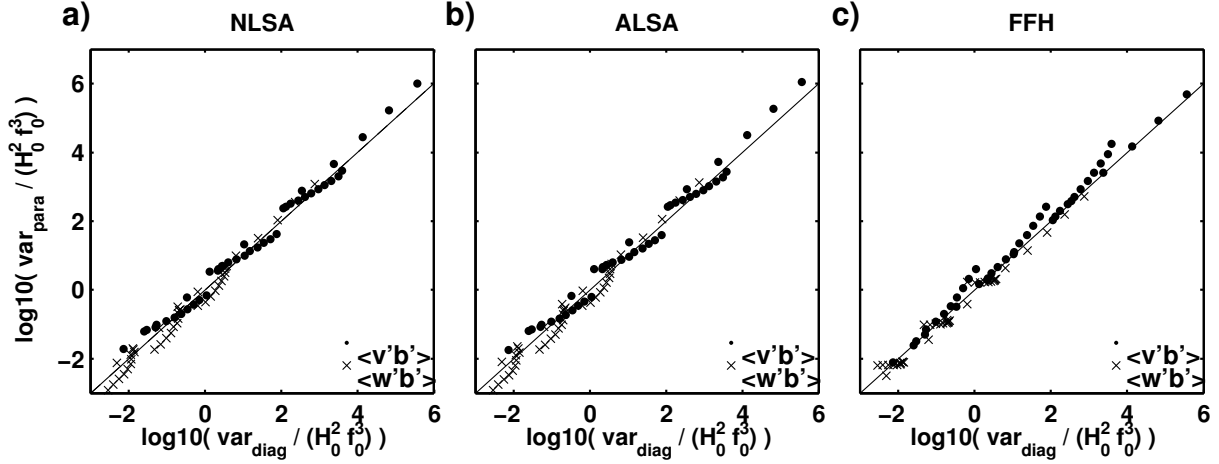 a) NLSA
b) ALSA
c) FFH
log10( var_para / (H_0^2 f_0^3) )
6
4
2
0
−2
<v'b'>
<w'b'>
<v'b'>
<w'b'>
<v'b'>
<w'b'>
−2 0 2 4 6
−2 0 2 4 6
−2 0 2 4 6
log10( var_diag / (H_0^2 f_0^3) )
log10( var_diag / (H_0^2 f_0^3) )
log10( var_diag / (H_0^2 f_0^3) )